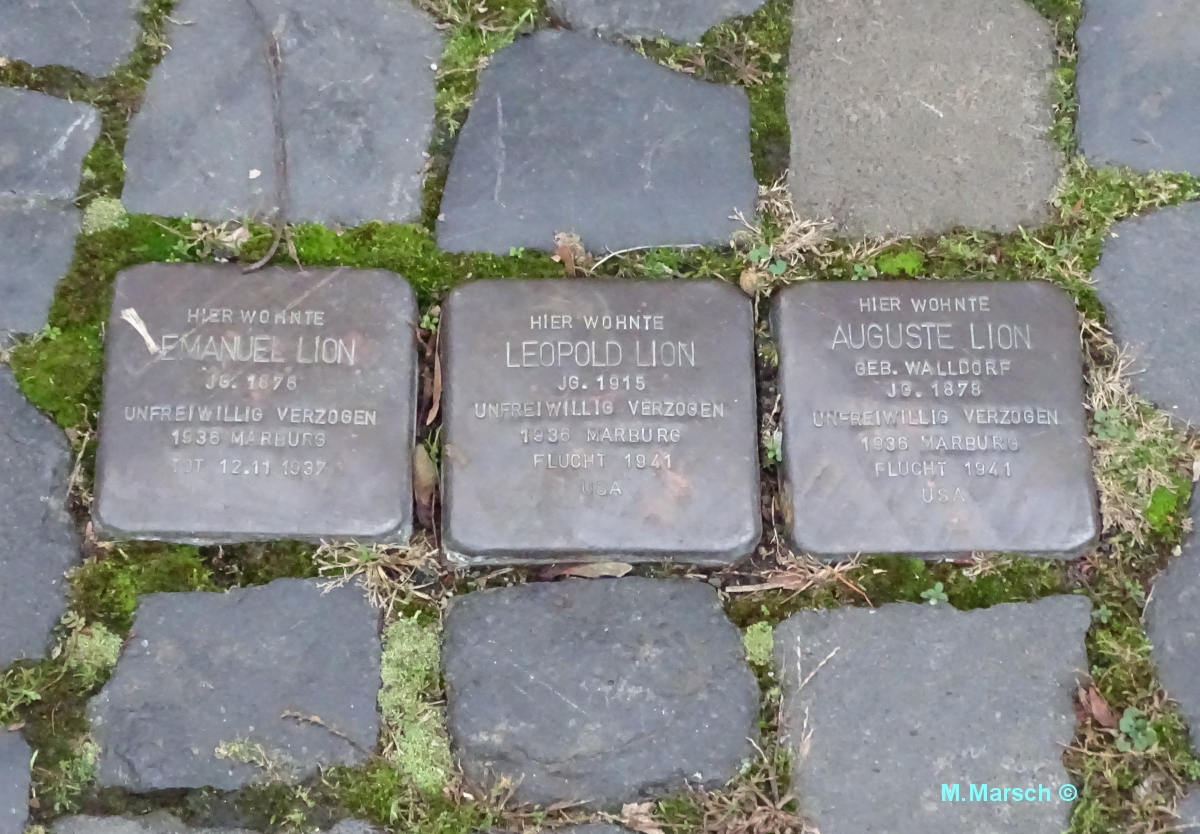 HIER WOHNTE
EMANUEL LION
JG. 1876
UNFREIWILLIG VERZOGEN
1936 MARBURG
TOT 12.11.1937
HIER WOHNTE
LEOPOLD LION
JG. 1915
UNFREIWILLIG VERZOGEN
1936 MARBURG
FLUCHT 1941
USA
HIER WOHNTE
AUGUSTE LION
GEB. WALLDORF
JG. 1878
UNFREIWILLIG VERZOGEN
1936 MARBURG
FLUCHT 1941
USA
M.Marsch ©